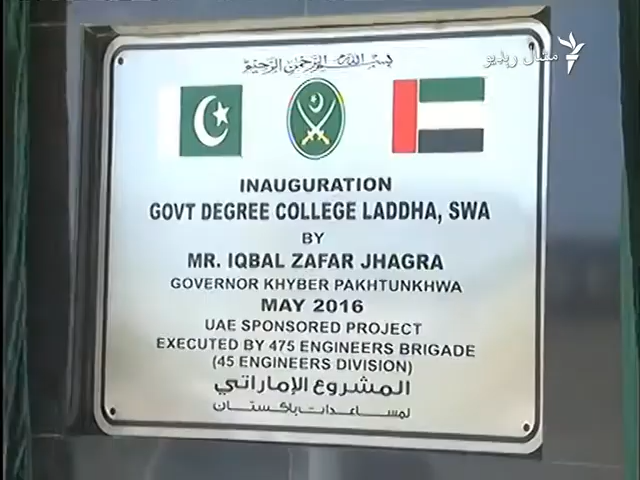 مشال ریډیو
بسم الله الرحمن الرحيم
INAUGURATION
GOVT DEGREE COLLEGE LADDHA, SWA
BY
MR. IQBAL ZAFAR JHAGRA
GOVERNOR KHYBER PAKHTUNKHWA
MAY 2016
UAE SPONSORED PROJECT
EXECUTED BY 475 ENGINEERS BRIGADE
(45 ENGINEERS DIVISION)
المشروع الإماراتي
لمساعدات باكستان